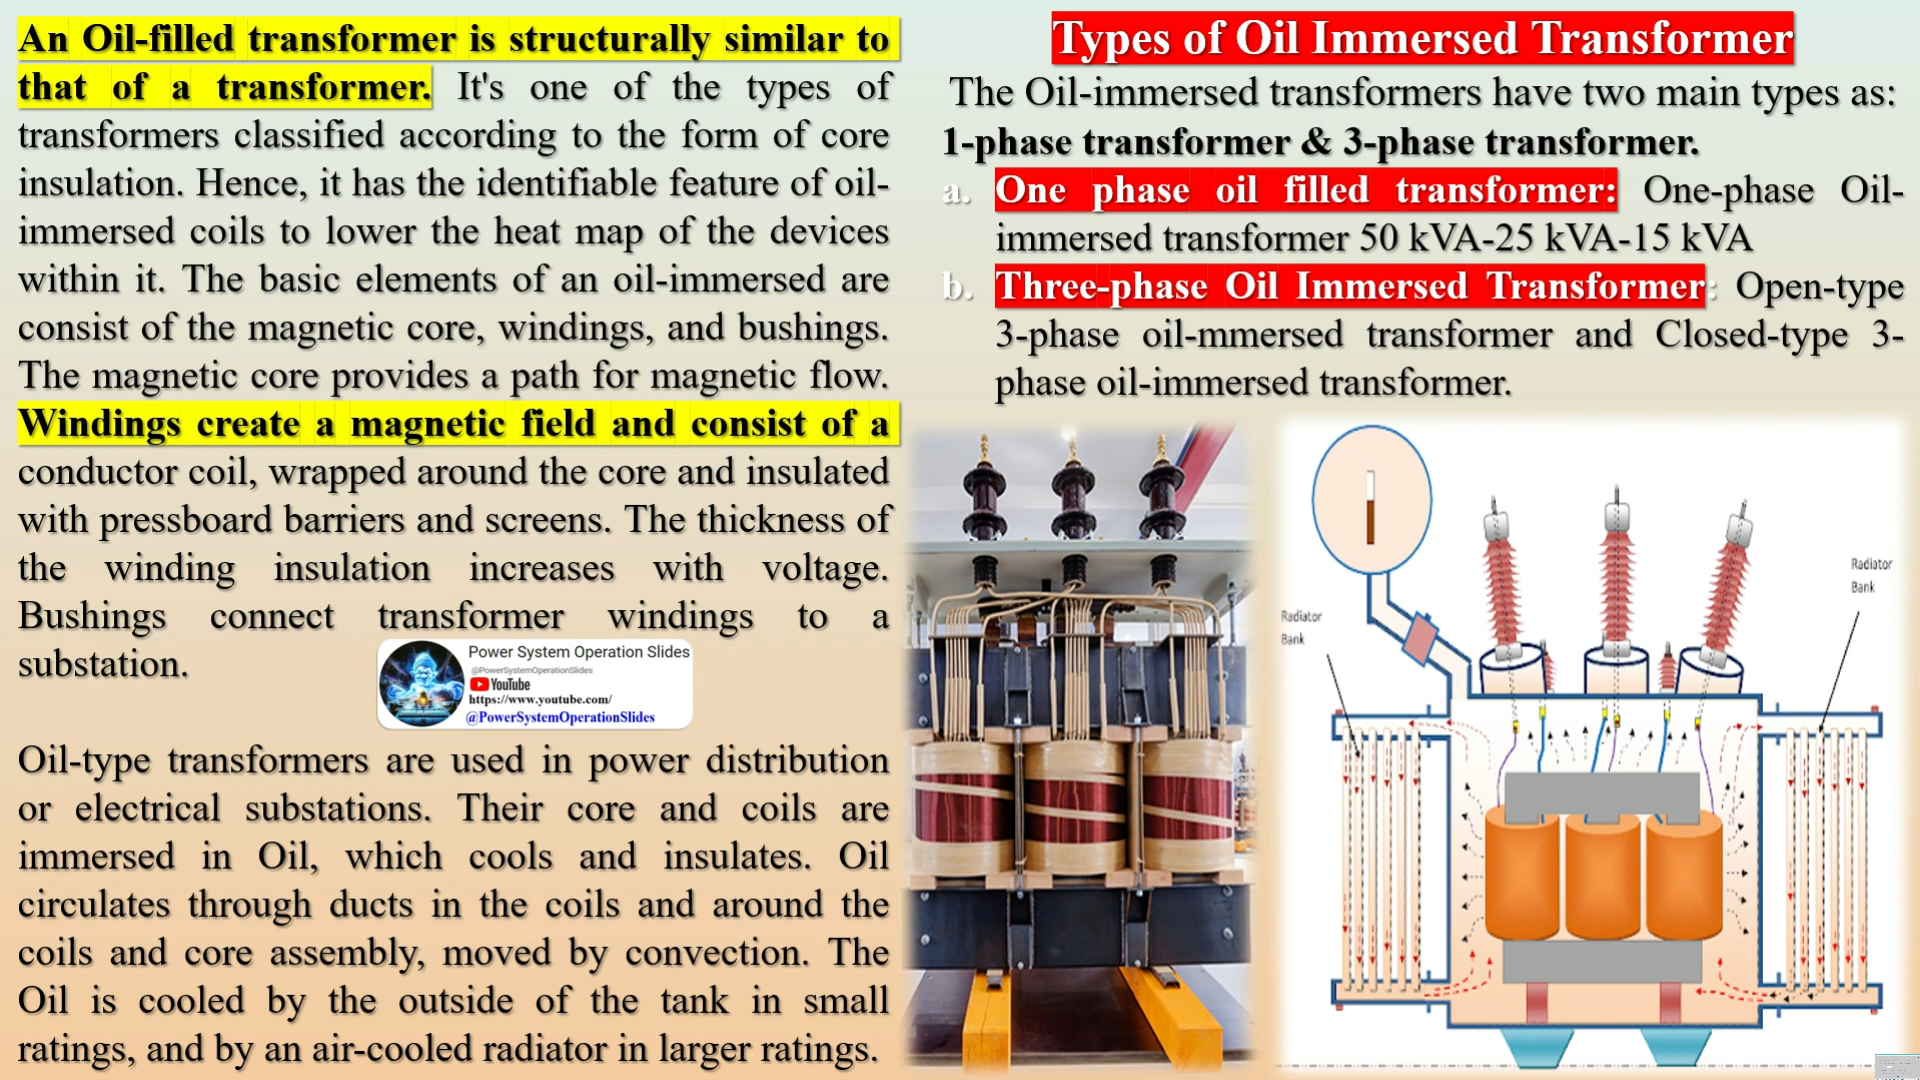 An Oil-filled transformer is structurally similar to
that of a transformer. It's one of the types of
transformers classified according to the form of core
insulation. Hence, it has the identifiable feature of oil-
immersed coils to lower the heat map of the devices
within it. The basic elements of an oil-immersed are
consist of the magnetic core, windings, and bushings.
The magnetic core provides a path for magnetic flow.
Windings create a magnetic field and consist of a
conductor coil, wrapped around the core and insulated
with pressboard barriers and screens. The thickness of
the winding insulation increases with voltage.
Bushings connect transformer windings to a
substation.
Power System Operation Slides
@PowerSystemOperationSlides
YouTube
https://www.youtube.com/
@PowerSystemOperationSlides
Oil-type transformers are used in power distribution
or electrical substations. Their core and coils are
immersed in Oil, which cools and insulates. Oil
circulates through ducts in the coils and around the
coils and core assembly, moved by convection. The
Oil is cooled by the outside of the tank in small
ratings, and by an air-cooled radiator in larger ratings.
Types of Oil Immersed Transformer
The Oil-immersed transformers have two main types as:
1-phase transformer & 3-phase transformer.
a. One phase oil filled transformer: One-phase Oil-
immersed transformer 50 kVA-25 kVA-15 kVA
b. Three-phase Oil Immersed Transformer: Open-type
3-phase oil-mmersed transformer and Closed-type 3-
phase oil-immersed transformer.
Radiator
Bank
Radiator
Bank